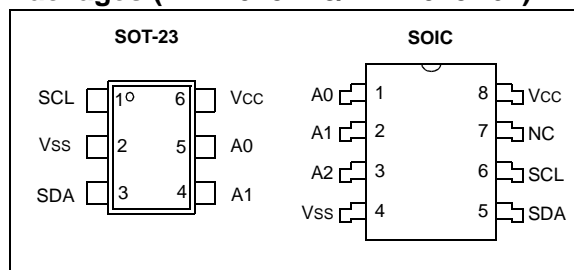 SOT-23
SOIC
SCL 1 6 VCC
VSS 2 5 A0
SDA 3 4 A1
A0 1 8 VCC
A1 2 7 NC
A2 3 6 SCL
VSS 4 5 SDA